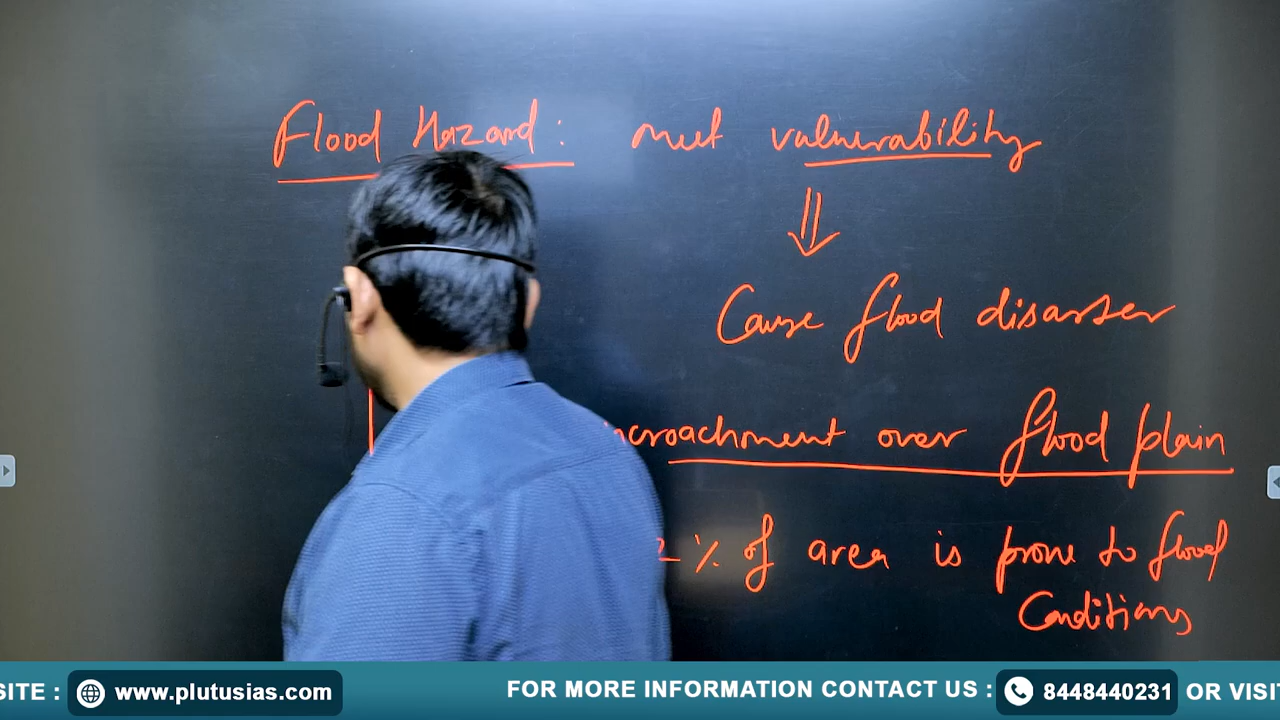 Flood Hazard: meet vulnerability
⇓
Cause flood disaster
ncroachment over flood plain
2% of area is prone to flood
Conditions
SITE : www.plutusias.com FOR MORE INFORMATION CONTACT US : 8448440231 OR VISIT